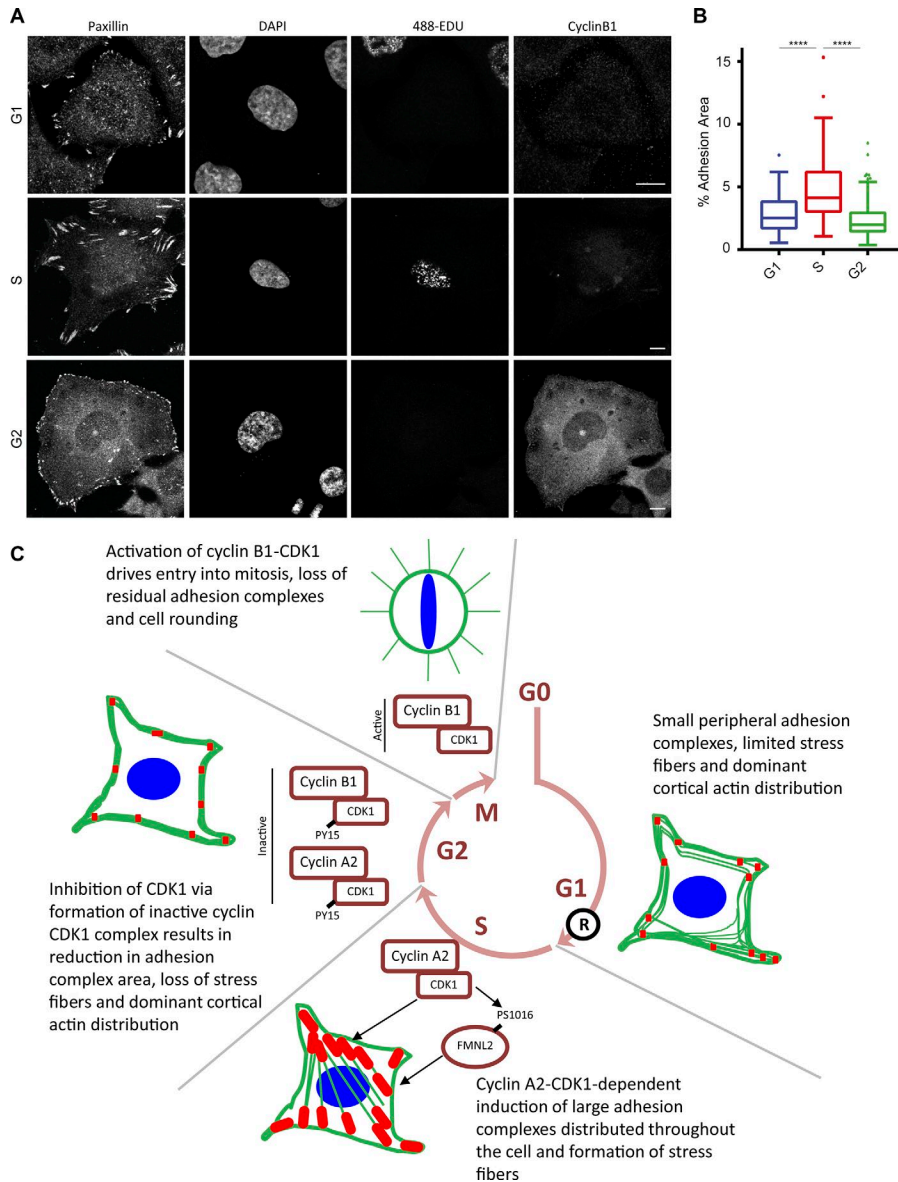 A
Paxillin
DAPI
488-EDU
CyclinB1
G1
S
G2
B
% Adhesion Area
15
10
5
0
****
****
G1
S
G2
C
Activation of cyclin B1-CDK1
drives entry into mitosis, loss of
residual adhesion complexes
and cell rounding
Active
Cyclin B1
CDK1
G0
Small peripheral adhesion
complexes, limited stress
fibers and dominant
cortical actin distribution
Inactive
Cyclin B1
CDK1
PY15
Cyclin A2
CDK1
PY15
M
G2
G1
R
S
Inhibition of CDK1 via
formation of inactive cyclin
CDK1 complex results in
reduction in adhesion
complex area, loss of stress
fibers and dominant cortical
actin distribution
Cyclin A2
CDK1
PS1016
FMNL2
Cyclin A2-CDK1-dependent
induction of large adhesion
complexes distributed throughout
the cell and formation of stress
fibers